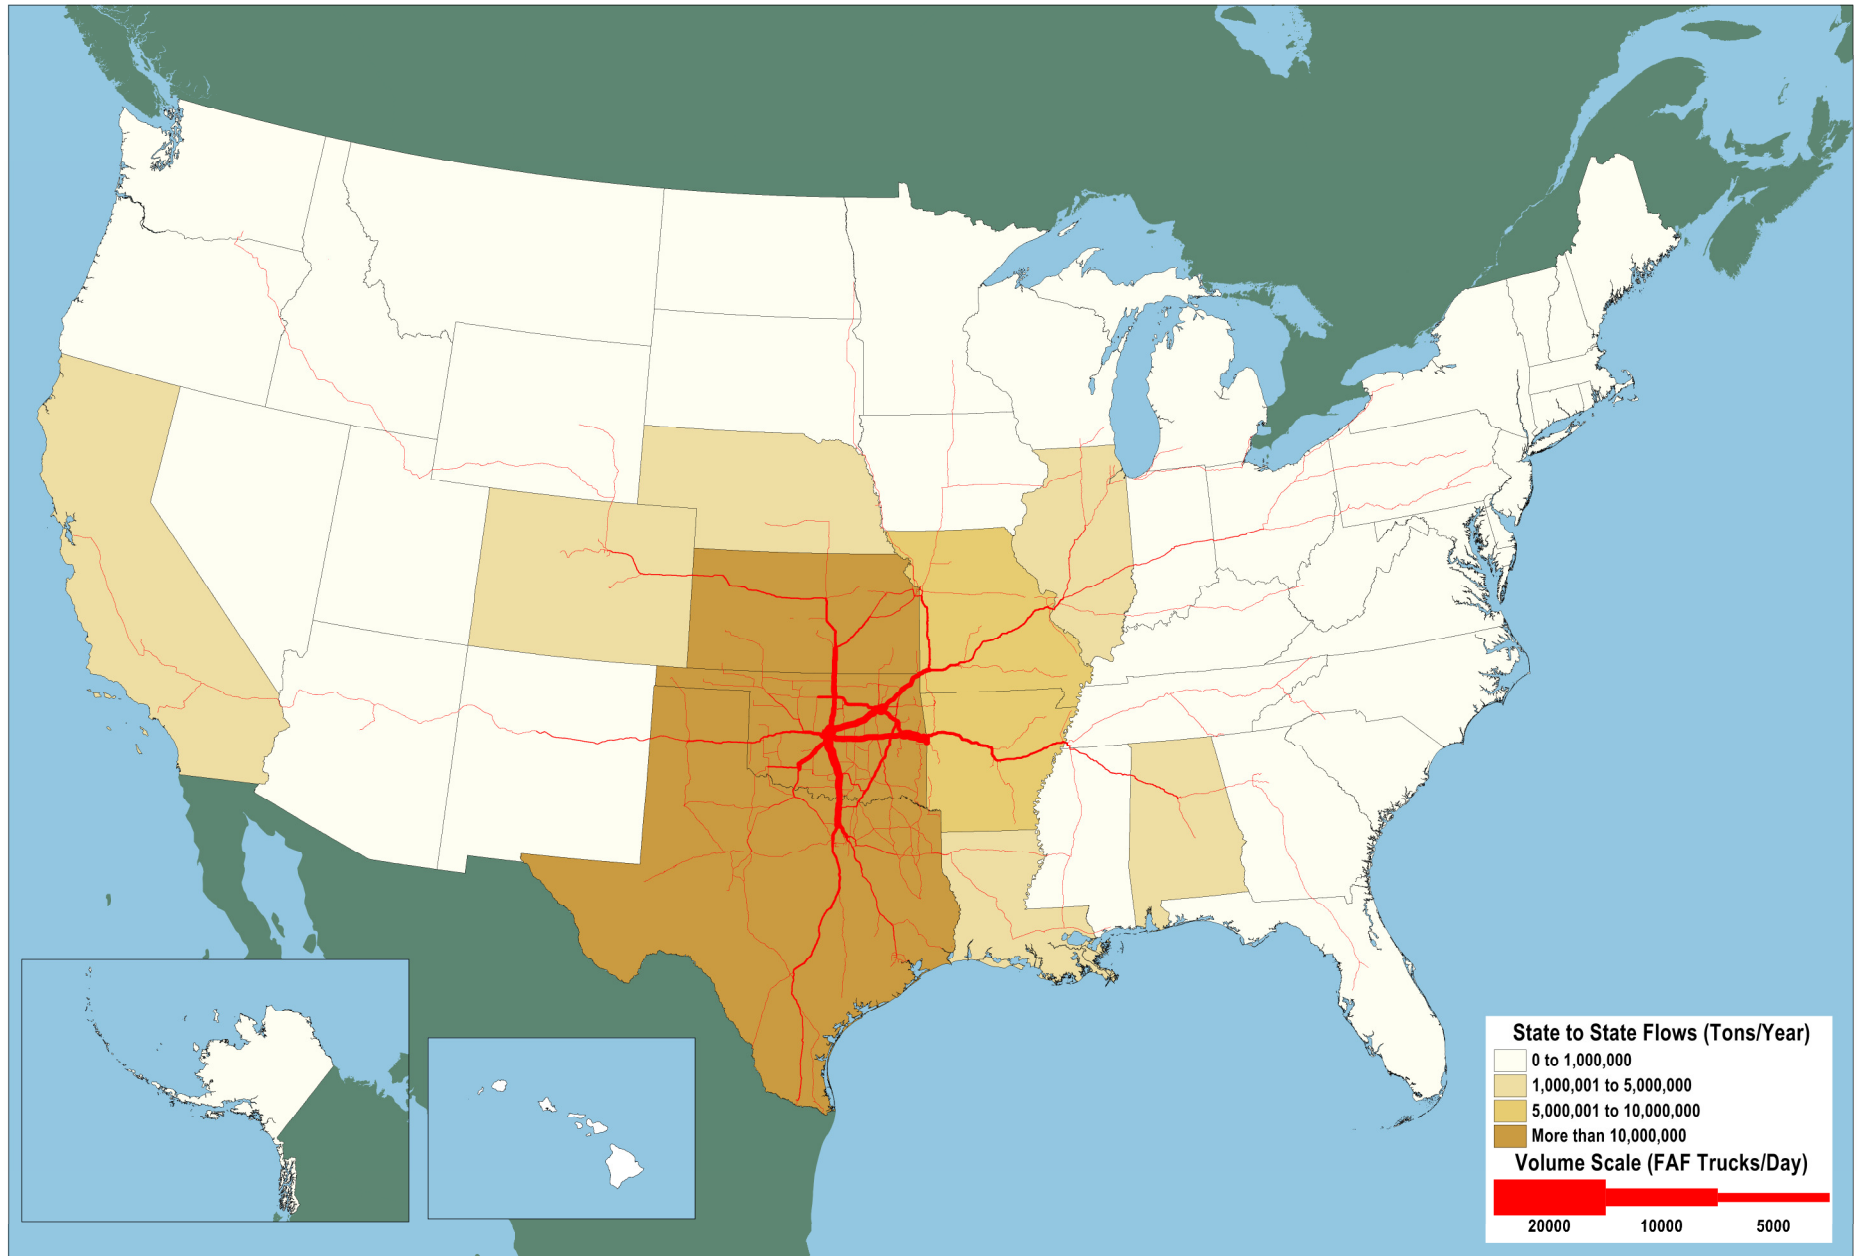 State to State Flows (Tons/Year)
0 to 1,000,000
1,000,001 to 5,000,000
5,000,001 to 10,000,000
More than 10,000,000
Volume Scale (FAF Trucks/Day)
20000 10000 5000